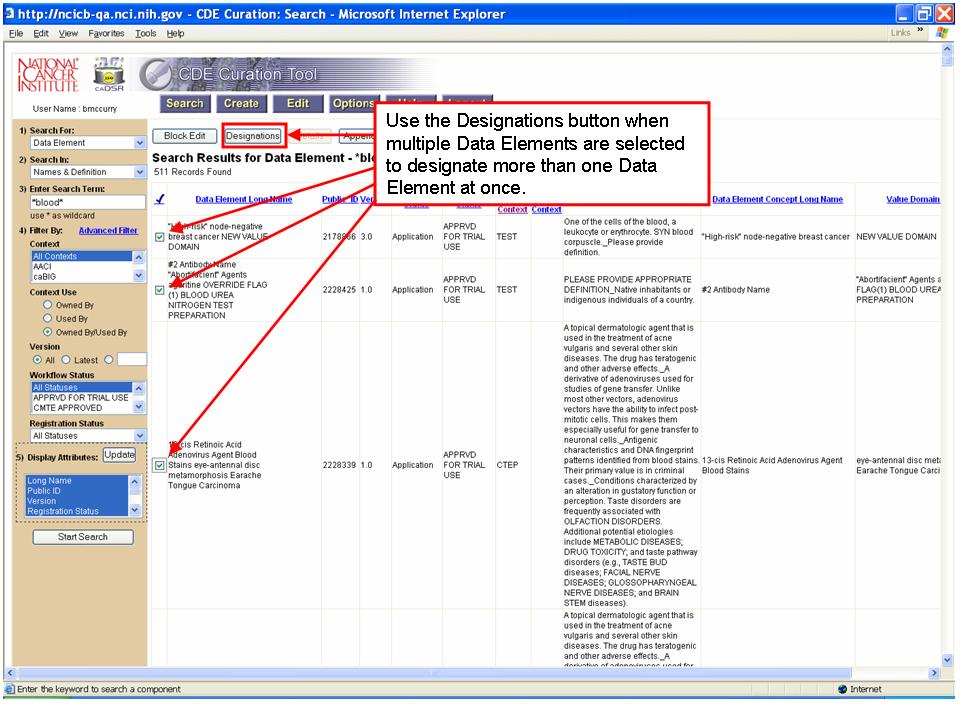 http://ncicb-qa.nci.nih.gov - CDE Curation: Search - Microsoft Internet Explorer
File Edit View Favorites Tools Help
Links »
NATIONAL
CANCER
INSTITUTE
caDSR
CDE Curation Tool
User Name : bmccurry
Search Create Edit Options
1) Search For:
Data Element
2) Search In:
Names & Definition
3) Enter Search Term:
*blood*
use * as wildcard
4) Filter By: Advanced Filter
Context
All Contexts
AACI
caBIG
Context Use
Owned By
Used By
Owned By/Used By
Version
All Latest
Workflow Status
All Statuses
APPRVD FOR TRIAL USE
CMTE APPROVED
Registration Status
All Statuses
5) Display Attributes: Update
Long Name
Public ID
Version
Registration Status
Start Search
Block Edit Designations
Use the Designations button when
multiple Data Elements are selected
to designate more than one Data
Element at once.
Search Results for Data Element -
511 Records Found
Data Element Long Name Public ID Context Context Data Element Concept Long Name Value Domain
"High-risk" node-negative
breast cancer NEW VALUE
DOMAIN
2178866 3.0 Application
APPRVD
FOR TRIAL
USE
TEST
One of the cells of the blood, a
leukocyte or erythrocyte. SYN blood
corpuscle._Please provide
definition.
"High-risk" node-negative breast cancer NEW VALUE DOMAIN
#2 Antibody Name
"Abortifacient" Agents
OVERRIDE FLAG
(1) BLOOD UREA
NITROGEN TEST
PREPARATION
2228425 1.0 Application
APPRVD
FOR TRIAL
USE
TEST
PLEASE PROVIDE APPROPRIATE
DEFINITION_Native inhabitants or
indigenous individuals of a country.
#2 Antibody Name
"Abortifacient" Agents
FLAG(1) BLOOD UREA
PREPARATION
13-cis Retinoic Acid
Adenovirus Agent Blood
Stains eye-antennal disc
metamorphosis Earache
Tongue Carcinoma
2228339 1.0 Application
APPRVD
FOR TRIAL
USE
CTEP
A topical dermatologic agent that is
used in the treatment of acne
vulgaris and several other skin
diseases. The drug has teratogenic
and other adverse effects._A
derivative of adenoviruses used for
studies of gene transfer. Unlike
most other vectors, adenovirus
vectors have the ability to infect post-
mitotic cells. This makes them
especially useful for gene transfer to
neuronal cells._Antigenic
characteristics and DNA fingerprint
patterns identified from blood stains.
Their primary value is in criminal
cases._Conditions characterized by
an alteration in gustatory function or
perception. Taste disorders are
frequently associated with
OLFACTION DISORDERS.
Additional potential etiologies
include METABOLIC DISEASES;
DRUG TOXICITY; and taste pathway
disorders (e.g., TASTE BUD
diseases; FACIAL NERVE
DISEASES; GLOSSOPHARYNGEAL
NERVE DISEASES; and BRAIN
STEM diseases).
13-cis Retinoic Acid Adenovirus Agent
Blood Stains
eye-antennal disc
Earache Tongue Carci
A topical dermatologic agent that is
used in the treatment of acne
vulgaris and several other skin
diseases. The drug has teratogenic
and other adverse effects._A
derivative of adenoviruses used for
Enter the keyword to search a component
Internet